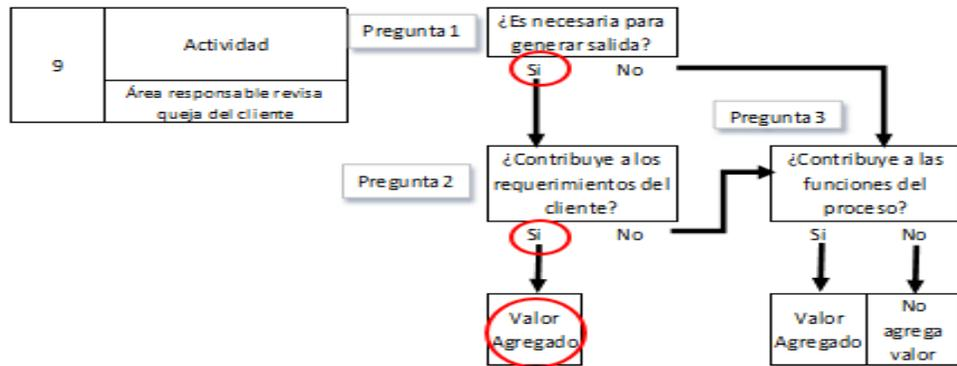 9
Actividad
Área responsable revisa
queja del cliente
Pregunta 1
¿Es necesaria para
generar salida?
Si No
Pregunta 2
¿Contribuye a los
requerimientos del
cliente?
Si No
Valor
Agregado
Pregunta 3
¿Contribuye a las
funciones del
proceso?
Si No
Valor
Agregado
No
agrega
valor